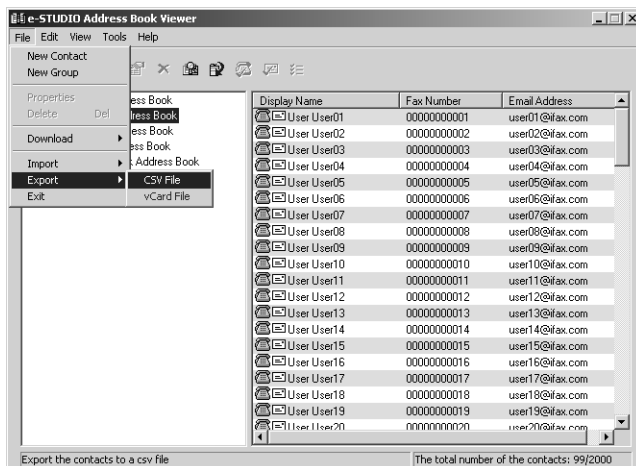 e-STUDIO Address Book Viewer
File Edit View Tools Help
New Contact
New Group
Properties
Delete Del
Download
Import
Export
Exit
CSV File
vCard File
ess Book
ress Book
ess Book
ess Book
Address Book
Display Name Fax Number Email Address
User User01 00000000001 user01@ifax.com
User User02 00000000002 user02@ifax.com
User User03 00000000003 user03@ifax.com
User User04 00000000004 user04@ifax.com
User User05 00000000005 user05@ifax.com
User User06 00000000006 user06@ifax.com
User User07 00000000007 user07@ifax.com
User User08 00000000008 user08@ifax.com
User User09 00000000009 user09@ifax.com
User User10 00000000010 user10@ifax.com
User User11 00000000011 user11@ifax.com
User User12 00000000012 user12@ifax.com
User User13 00000000013 user13@ifax.com
User User14 00000000014 user14@ifax.com
User User15 00000000015 user15@ifax.com
User User16 00000000016 user16@ifax.com
User User17 00000000017 user17@ifax.com
User User18 00000000018 user18@ifax.com
User User19 00000000019 user19@ifax.com
User User20 00000000020 user20@ifax.com
Export the contacts to a csv file
The total number of the contacts: 99/2000